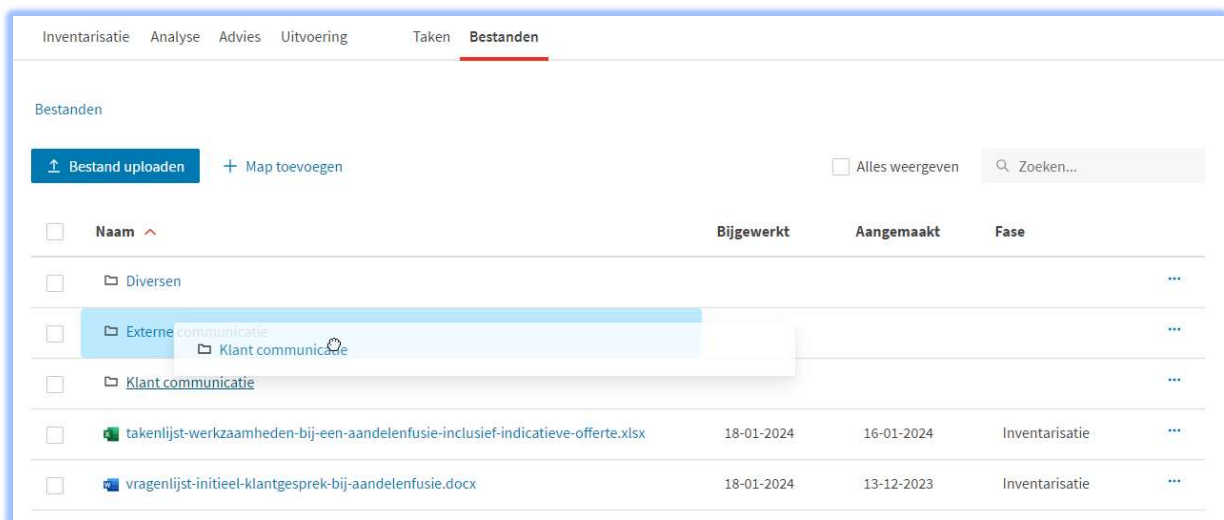 Inventarisatie Analyse Advies Uitvoering Taken Bestanden
Bestanden
Bestand uploaden + Map toevoegen Alles weergeven Zoeken...
Naam Bijgewerkt Aangemaakt Fase
Diversen ...
Externe communicatie ...
Klant communicatie
Klant communicatie ...
takenlijst-werkzaamheden-bij-een-aandelenfusie-inclusief-indicatieve-offerte.xlsx 18-01-2024 16-01-2024 Inventarisatie ...
vragenlijst-initieel-klantgesprek-bij-aandelenfusie.docx 18-01-2024 13-12-2023 Inventarisatie ...